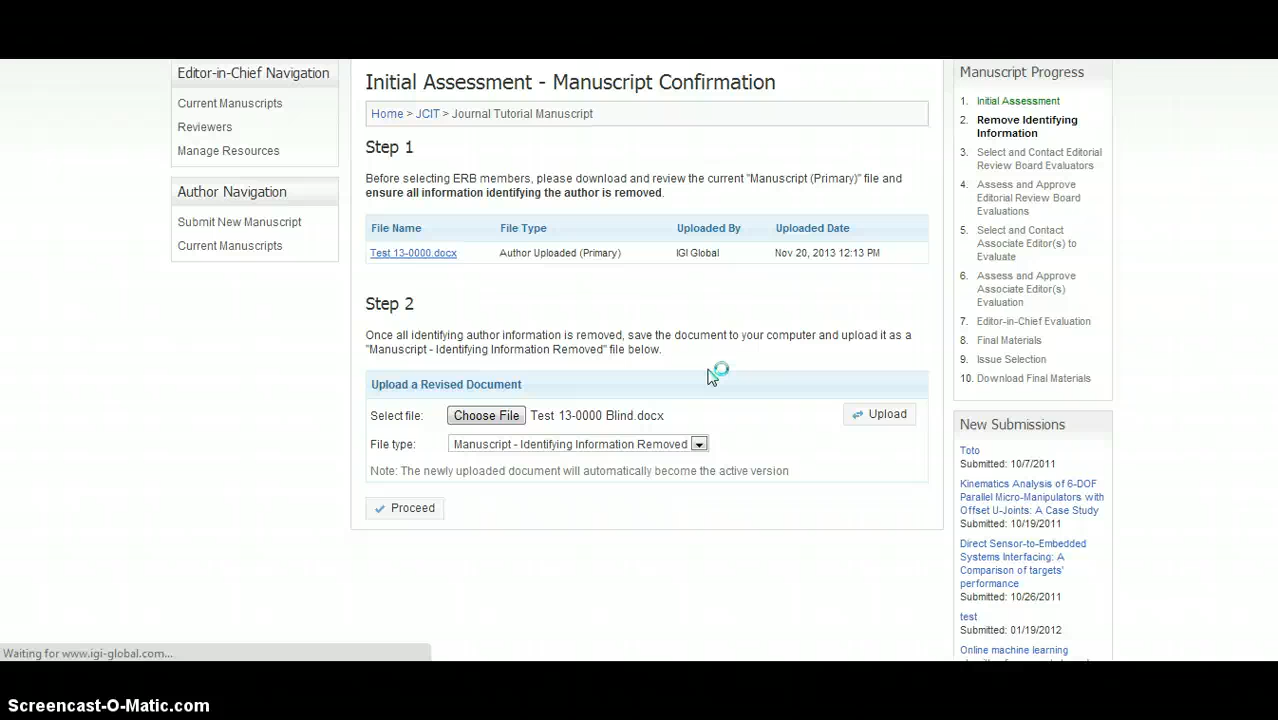 Editor-in-Chief Navigation
Current Manuscripts
Reviewers
Manage Resources
Author Navigation
Submit New Manuscript
Current Manuscripts
Initial Assessment - Manuscript Confirmation
Home > JCIT > Journal Tutorial Manuscript
Step 1
Before selecting ERB members, please download and review the current "Manuscript (Primary)" file and
ensure all information identifying the author is removed.
File Name File Type Uploaded By Uploaded Date
Test 13-0000.docx Author Uploaded (Primary) IGI Global Nov 20, 2013 12:13 PM
Step 2
Once all identifying author information is removed, save the document to your computer and upload it as a
"Manuscript - Identifying Information Removed" file below.
Upload a Revised Document
Select file: Choose File Test 13-0000 Blind.docx Upload
File type: Manuscript - Identifying Information Removed
Note: The newly uploaded document will automatically become the active version
Proceed
Manuscript Progress
1. Initial Assessment
2. Remove Identifying
Information
3. Select and Contact Editorial
Review Board Evaluators
4. Assess and Approve
Editorial Review Board
Evaluations
5. Select and Contact
Associate Editor(s) to
Evaluate
6. Assess and Approve
Associate Editor(s)
Evaluation
7. Editor-in-Chief Evaluation
8. Final Materials
9. Issue Selection
10. Download Final Materials
New Submissions
Toto
Submitted: 10/7/2011
Kinematics Analysis of 6-DOF
Parallel Micro-Manipulators with
Offset U-Joints: A Case Study
Submitted: 10/19/2011
Direct Sensor-to-Embedded
Systems Interfacing: A
Comparison of targets'
performance
Submitted: 10/26/2011
test
Submitted: 01/19/2012
Online machine learning
Waiting for www.igi-global.com...
Screencast-O-Matic.com